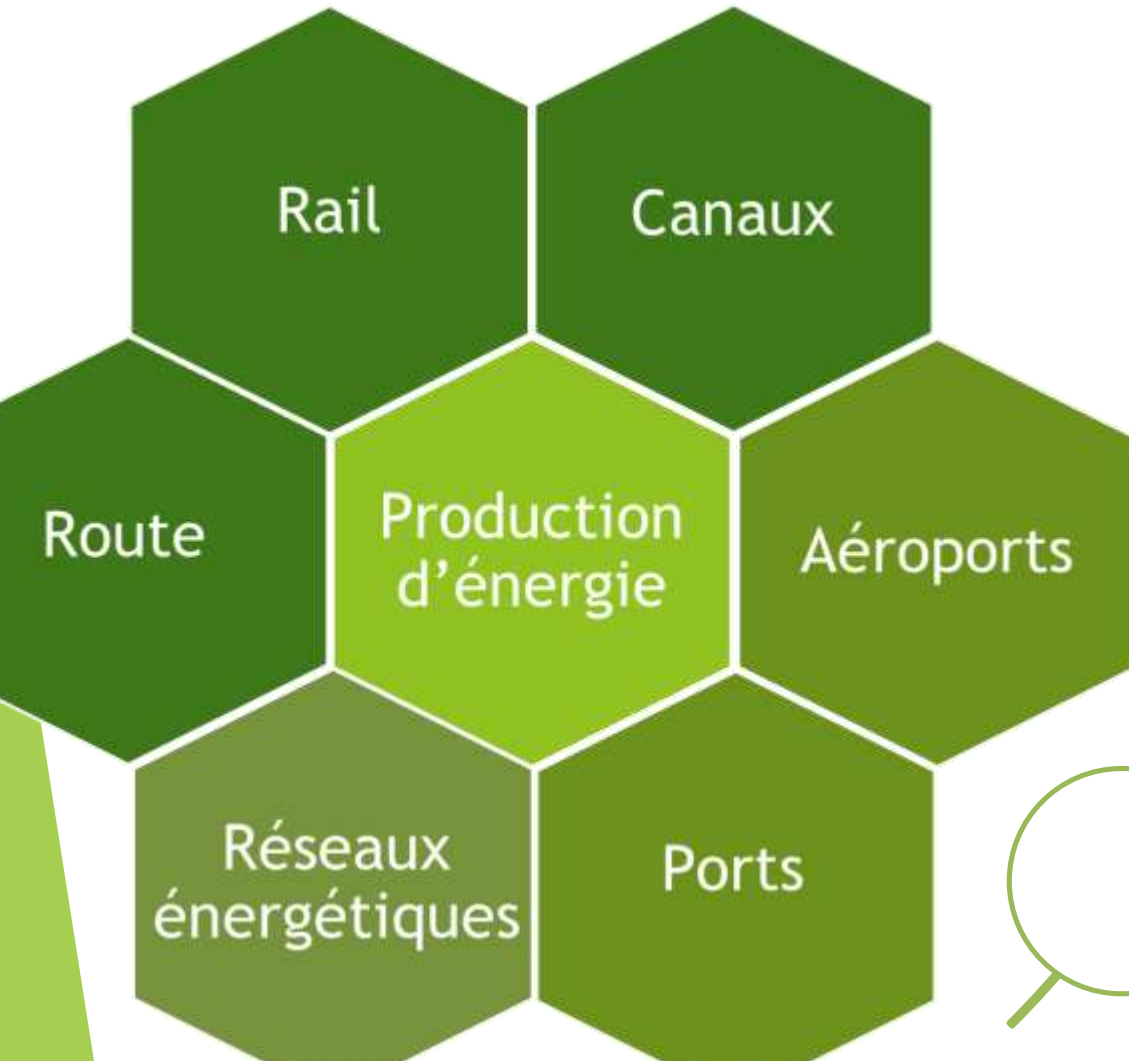 Rail
Canaux
Route
Production
d’énergie
Aéroports
Réseaux
énergétiques
Ports